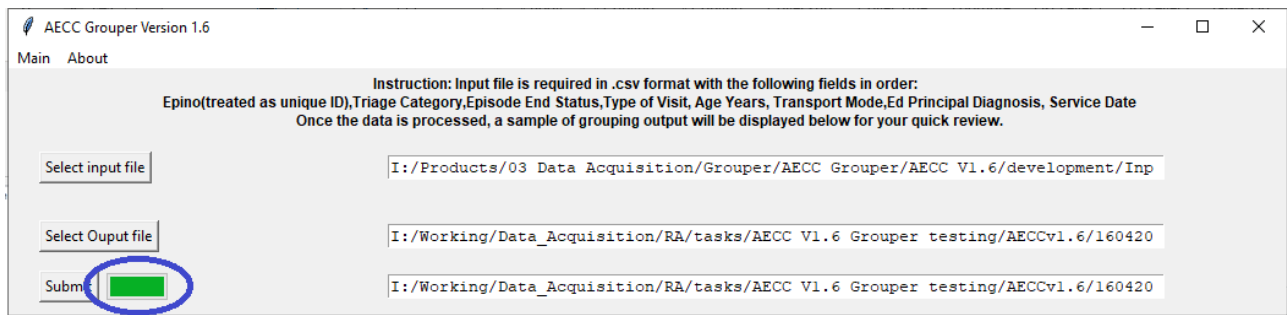 AECC Grouper Version 1.6
Main About
Instruction: Input file is required in .csv format with the following fields in order:
Epino(treated as unique ID),Triage Category,Episode End Status,Type of Visit, Age Years, Transport Mode,Ed Principal Diagnosis, Service Date
Once the data is processed, a sample of grouping output will be displayed below for your quick review.
Select input file I:/Products/03 Data Acquisition/Grouper/AECC Grouper/AECC V1.6/development/Inp
Select Ouput file I:/Working/Data_Acquisition/RA/tasks/AECC V1.6 Grouper testing/AECCv1.6/160420
Submit I:/Working/Data_Acquisition/RA/tasks/AECC V1.6 Grouper testing/AECCv1.6/160420